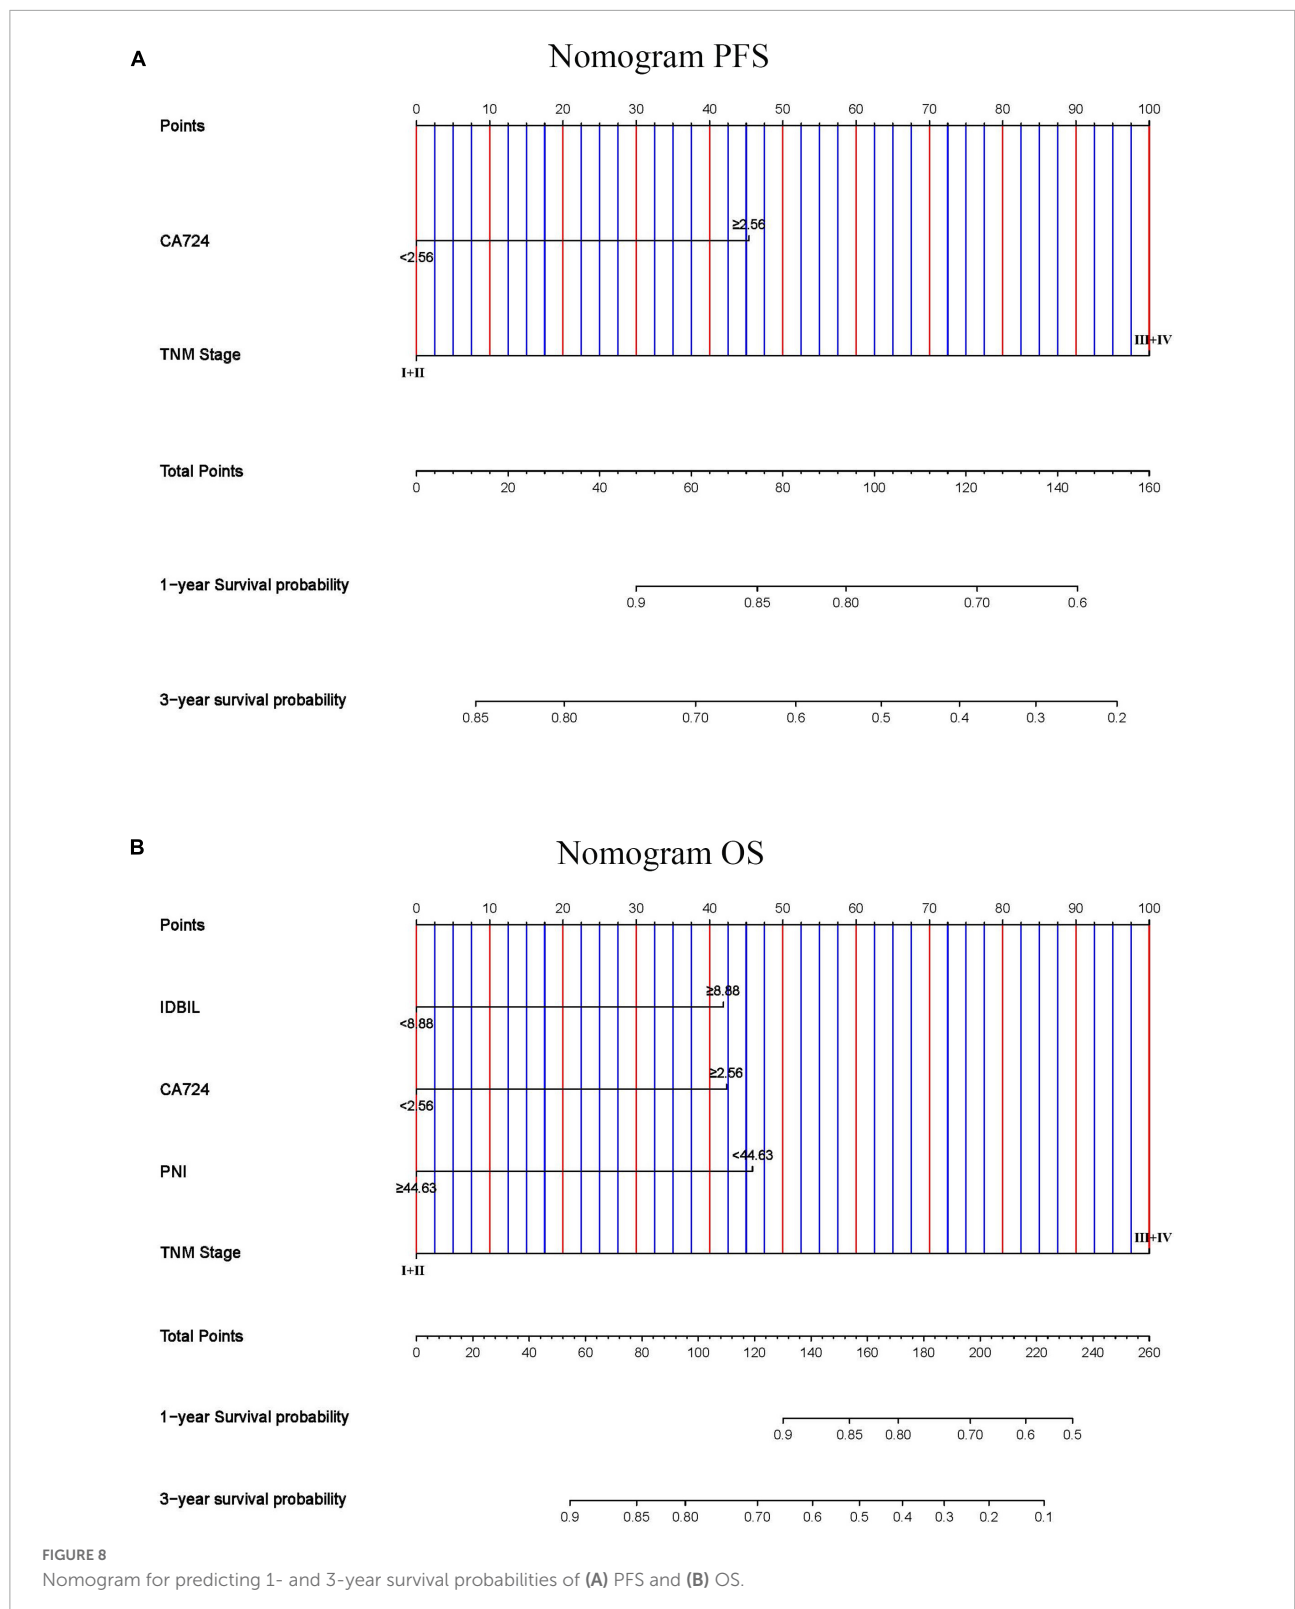 A
Nomogram PFS
0 10 20 30 40 50 60 70 80 90 100
Points
≥2.56
CA724
<2.56
III+IV
TNM Stage
I+II
Total Points
0 20 40 60 80 100 120 140 160
1−year Survival probability
0.9 0.85 0.80 0.70 0.6
3−year survival probability
0.85 0.80 0.70 0.6 0.5 0.4 0.3 0.2
B
Nomogram OS
0 10 20 30 40 50 60 70 80 90 100
Points
≥8.88
IDBIL
<8.88
≥2.56
CA724
<2.56
<44.63
PNI
≥44.63
III+IV
TNM Stage
I+II
Total Points
0 20 40 60 80 100 120 140 160 180 200 220 240 260
1−year Survival probability
0.9 0.85 0.80 0.70 0.6 0.5
3−year survival probability
0.9 0.85 0.80 0.70 0.6 0.5 0.4 0.3 0.2 0.1
FIGURE 8
Nomogram for predicting 1- and 3-year survival probabilities of (A) PFS and (B) OS.